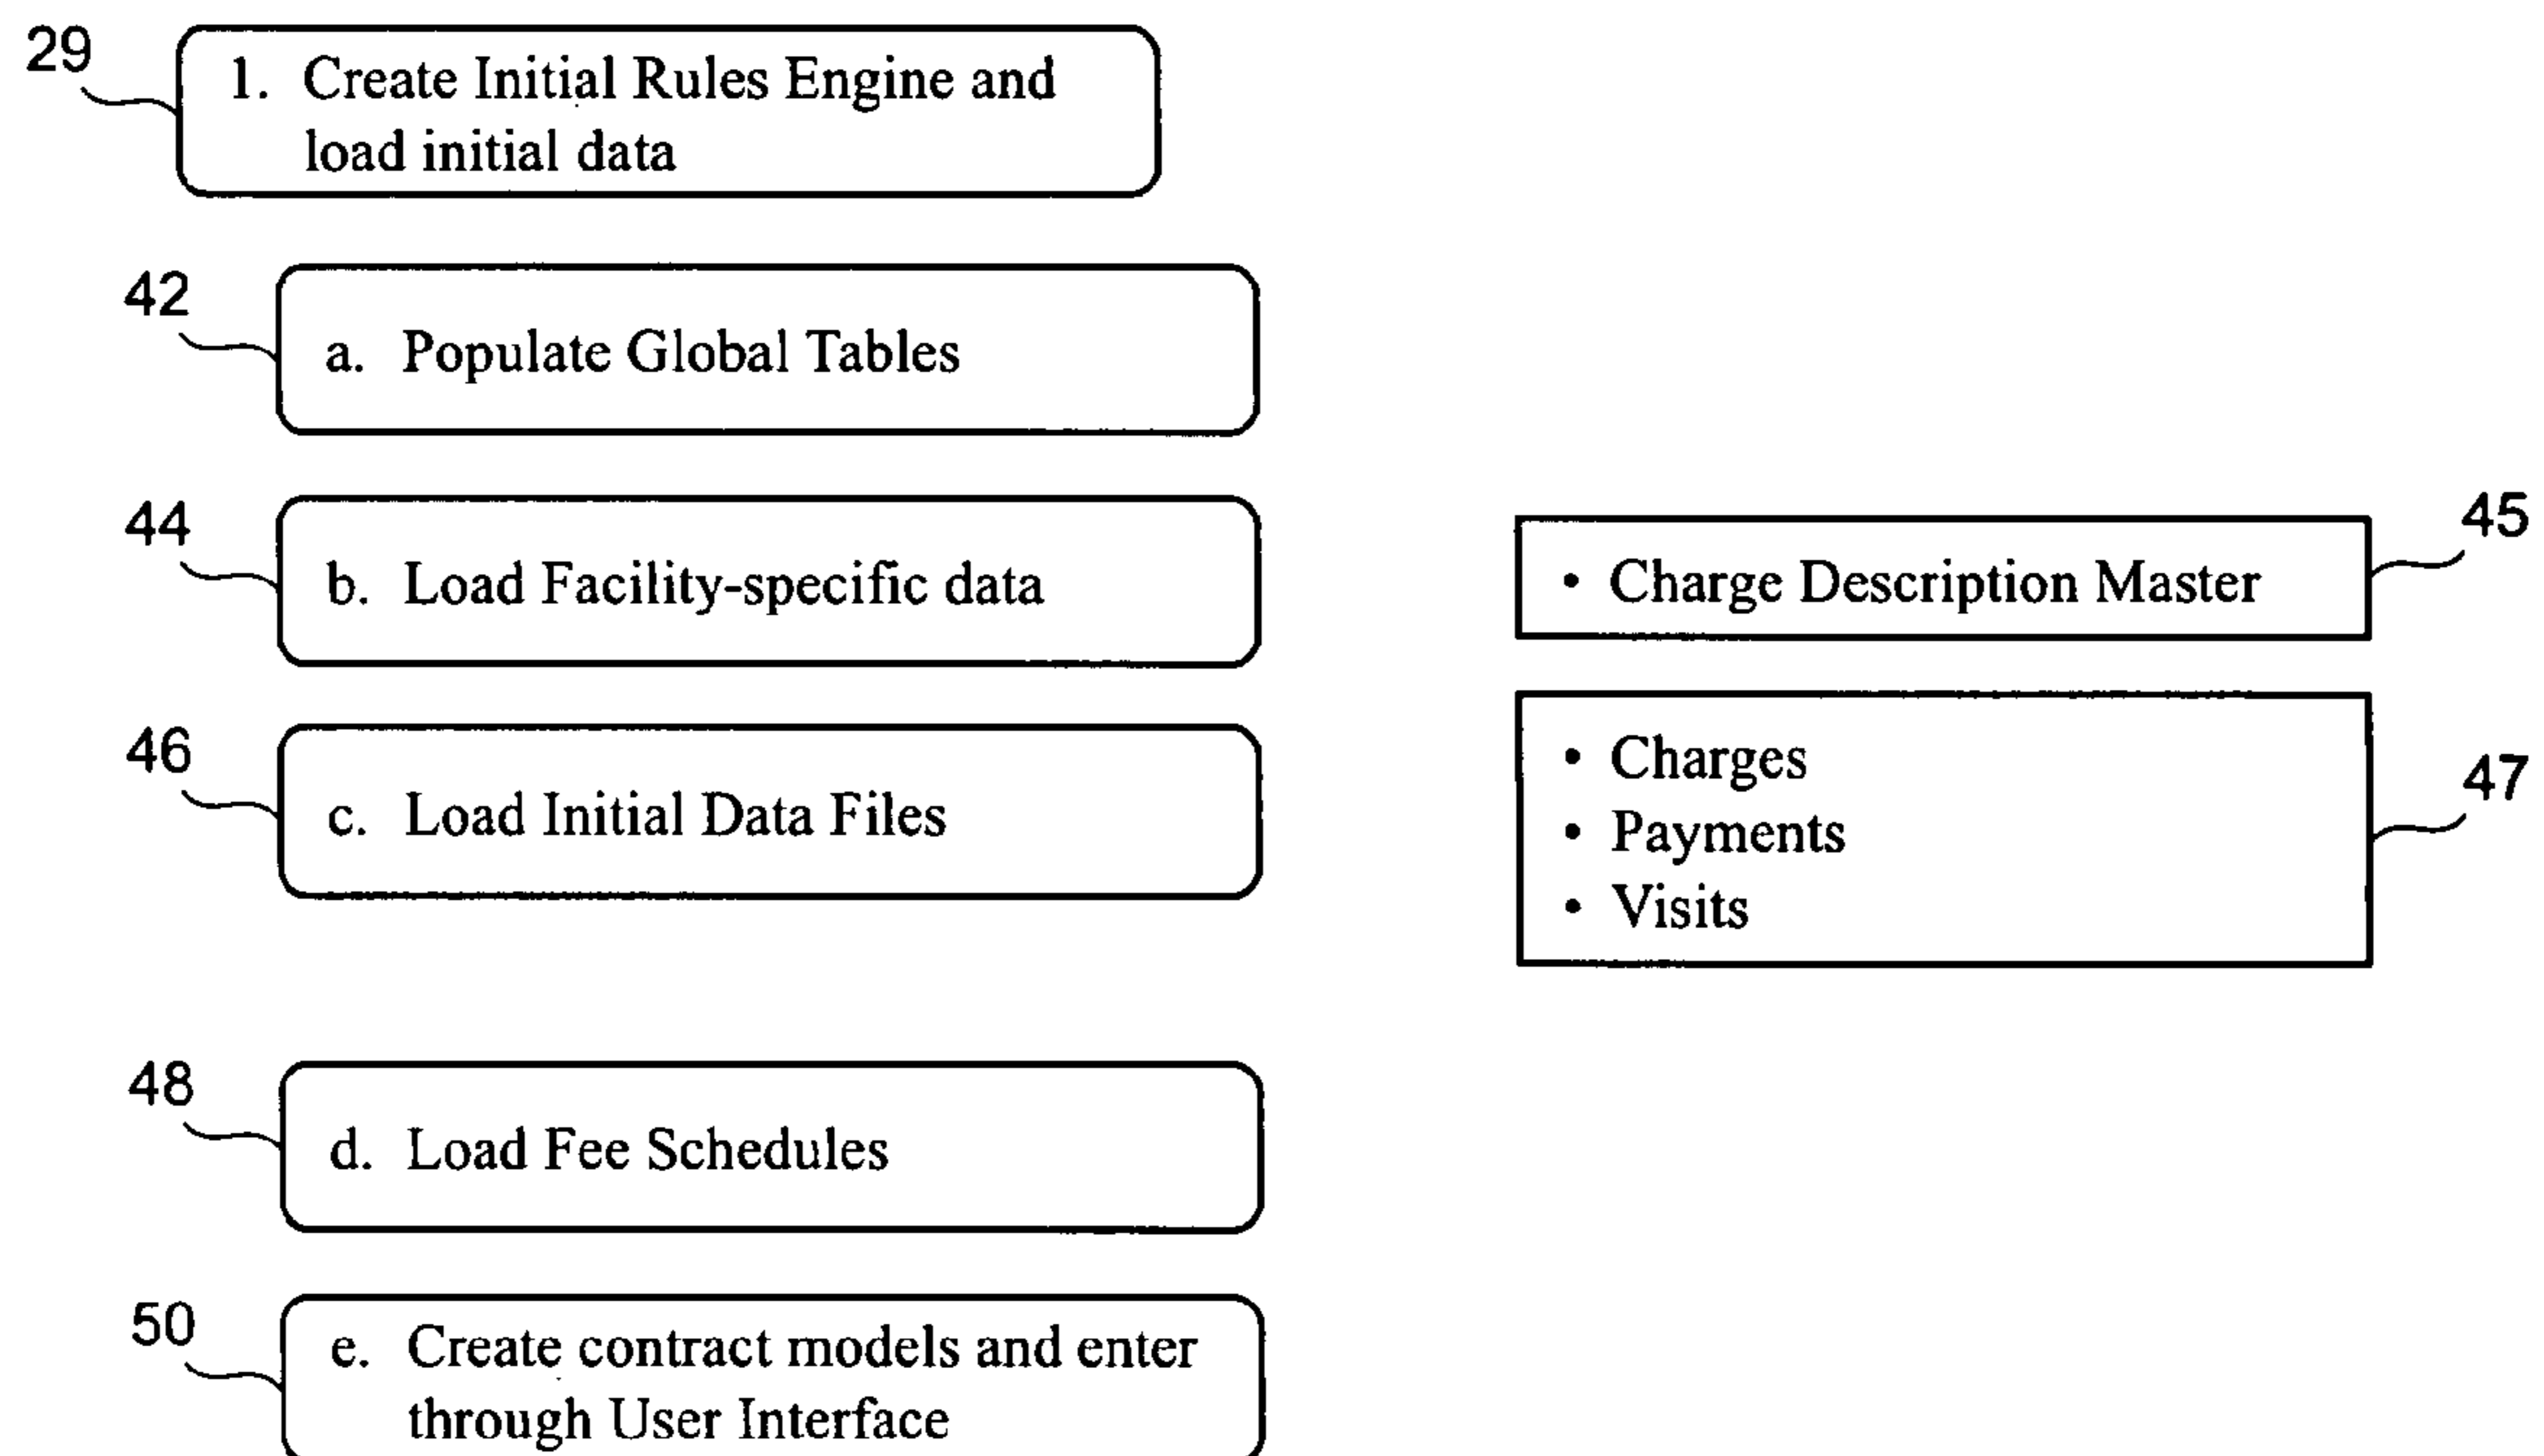 29
1. Create Initial Rules Engine and
load initial data
42
a. Populate Global Tables
44
b. Load Facility-specific data
45
• Charge Description Master
46
c. Load Initial Data Files
47
• Charges
• Payments
• Visits
48
d. Load Fee Schedules
50
e. Create contract models and enter
through User Interface